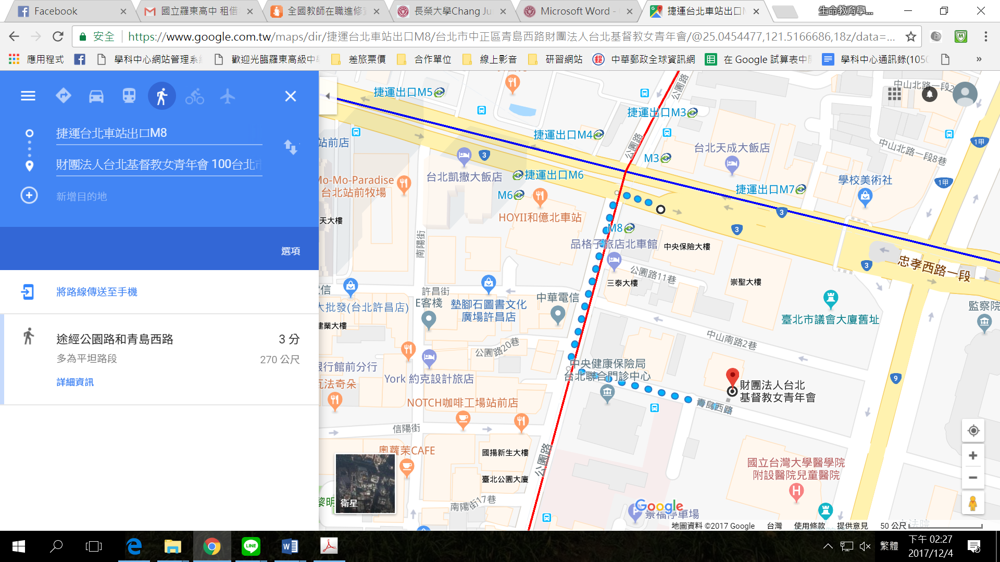 Facebook
國立羅東高中 租借
全國教師在職進修
長榮大學Chang Ju
Microsoft Word -
捷運台北車站出口M
生命教育學...
安全
https://www.google.com.tw/maps/dir/捷運台北車站出口M8/台北市中正區青島西路財團法人台北基督教女青年會/@25.0454477,121.5166686,18z/data=...
應用程式
學科中心網站管理系
歡迎光臨羅東高級中
差旅票價
合作單位
線上影音
研習網站
中華郵政全球資訊網
在 Google 試算表中
學科中心通訊錄(105
»
捷運台北車站出口M8
財團法人台北基督教女青年會 100台北市
新增目的地
選項
將路線傳送至手機
途經公園路和青島西路
3 分
多為平坦路段
270 公尺
詳細資訊
捷運出口M5
公園路
中山北路一段2
捷運出口M3
捷運出口M4
站前店
公園路
台北天成大飯店
1甲
中山北路一段8巷
3
M3
台北凱撒大飯店
捷運出口M6
Mo-Mo-Paradise
台北站前牧場
學校美術社
1甲
捷運出口M7
M6
HOYII和億北車站
3
天大樓
M8
3
南陽街
品格子旅店北車館
中央保險大樓
3
忠孝西路一段
公園路11巷
三泰大樓
崇聖大樓
信
許昌街
E客棧
大批發(台北許昌店)
墊腳石圖書文化
廣場許昌店
中華電信
監察院
臺北市議會大廈舊址
建業大樓
中山南路2巷
公園路20巷
銀行館前分行
York 約克設計旅店
瓦法奇朵
中央健康保險局
台北聯合門診中心
9
財團法人台北
基督教女青年會
NOTCH咖啡工場站前店
青島西路
信陽街
奧蘿茉CAFE
國揚新生大樓
公園路
國立台灣大學醫學院
附設醫院兒童醫院
H
臺北公園大廈
黎明
衛星
南陽街17巷
Google
景福停車場
立法院
地圖資料 ©2017 Google
台灣
使用條款
提供意見
50 公尺
LINE
繁體
下午 02:27
2017/12/4